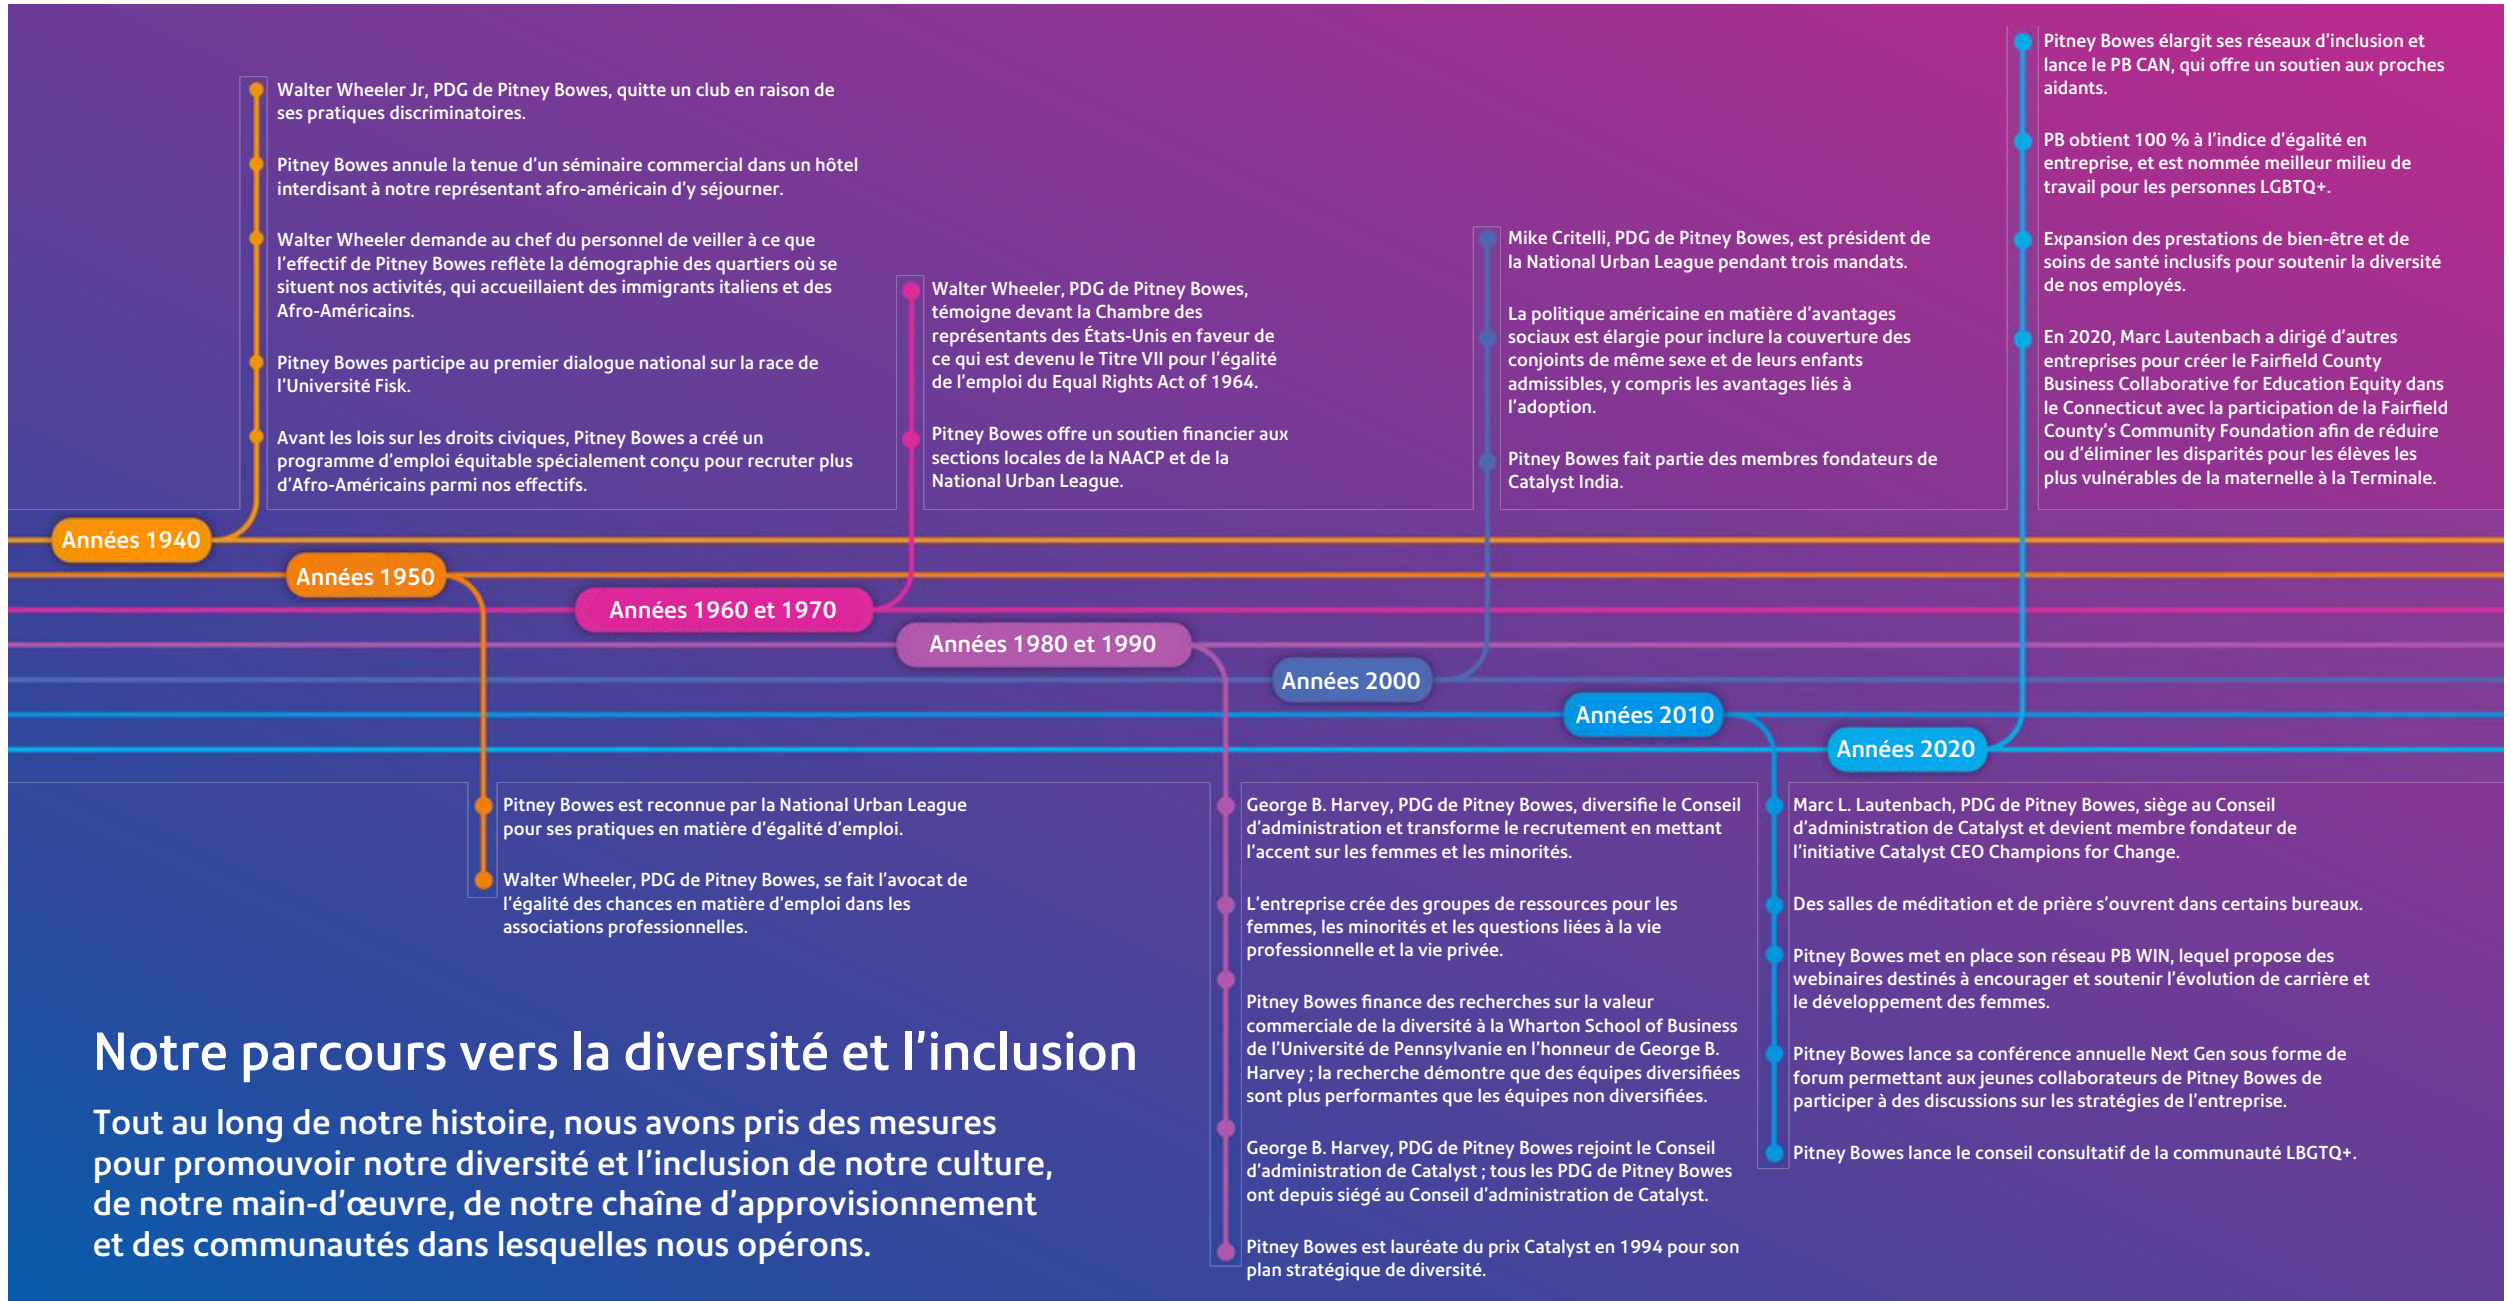 Années 1940
Walter Wheeler Jr, PDG de Pitney Bowes, quitte un club en raison de
ses pratiques discriminatoires.
Pitney Bowes annule la tenue d'un séminaire commercial dans un hôtel
interdisant à notre représentant afro-américain d'y séjourner.
Walter Wheeler demande au chef du personnel de veiller à ce que
l'effectif de Pitney Bowes reflète la démographie des quartiers où se
situent nos activités, qui accueillaient des immigrants italiens et des
Afro-Américains.
Pitney Bowes participe au premier dialogue national sur la race de
l'Université Fisk.
Avant les lois sur les droits civiques, Pitney Bowes a créé un
programme d'emploi équitable spécialement conçu pour recruter plus
d'Afro-Américains parmi nos effectifs.
Années 1950
Pitney Bowes est reconnue par la National Urban League
pour ses pratiques en matière d'égalité d'emploi.
Walter Wheeler, PDG de Pitney Bowes, se fait l'avocat de
l'égalité des chances en matière d'emploi dans les
associations professionnelles.
Années 1960 et 1970
Walter Wheeler, PDG de Pitney Bowes,
témoigne devant la Chambre des
représentants des États-Unis en faveur de
ce qui est devenu le Titre VII pour l'égalité
de l'emploi du Equal Rights Act of 1964.
Pitney Bowes offre un soutien financier aux
sections locales de la NAACP et de la
National Urban League.
Années 1980 et 1990
George B. Harvey, PDG de Pitney Bowes, diversifie le Conseil
d'administration et transforme le recrutement en mettant
l'accent sur les femmes et les minorités.
L'entreprise crée des groupes de ressources pour les
femmes, les minorités et les questions liées à la vie
professionnelle et la vie privée.
Pitney Bowes finance des recherches sur la valeur
commerciale de la diversité à la Wharton School of Business
de l'Université de Pennsylvanie en l'honneur de George B.
Harvey ; la recherche démontre que des équipes diversifiées
sont plus performantes que les équipes non diversifiées.
George B. Harvey, PDG de Pitney Bowes rejoint le Conseil
d'administration de Catalyst ; tous les PDG de Pitney Bowes
ont depuis siégé au Conseil d'administration de Catalyst.
Pitney Bowes est lauréate du prix Catalyst en 1994 pour son
plan stratégique de diversité.
Années 2000
Mike Critelli, PDG de Pitney Bowes, est président de
la National Urban League pendant trois mandats.
La politique américaine en matière d'avantages
sociaux est élargie pour inclure la couverture des
conjoints de même sexe et de leurs enfants
admissibles, y compris les avantages liés à
l'adoption.
Pitney Bowes fait partie des membres fondateurs de
Catalyst India.
Années 2010
Marc L. Lautenbach, PDG de Pitney Bowes, siège au Conseil
d'administration de Catalyst et devient membre fondateur de
l'initiative Catalyst CEO Champions for Change.
Des salles de méditation et de prière s'ouvrent dans certains bureaux.
Pitney Bowes met en place son réseau PB WIN, lequel propose des
webinaires destinés à encourager et soutenir l'évolution de carrière et
le développement des femmes.
Pitney Bowes lance sa conférence annuelle Next Gen sous forme de
forum permettant aux jeunes collaborateurs de Pitney Bowes de
participer à des discussions sur les stratégies de l'entreprise.
Pitney Bowes lance le conseil consultatif de la communauté LBGTQ+.
Années 2020
Pitney Bowes élargit ses réseaux d'inclusion et
lance le PB CAN, qui offre un soutien aux proches
aidants.
PB obtient 100 % à l'indice d'égalité en
entreprise, et est nommée meilleur milieu de
travail pour les personnes LGBTQ+.
Expansion des prestations de bien-être et de
soins de santé inclusifs pour soutenir la diversité
de nos employés.
En 2020, Marc Lautenbach a dirigé d'autres
entreprises pour créer le Fairfield County
Business Collaborative for Education Equity dans
le Connecticut avec la participation de la Fairfield
County's Community Foundation afin de réduire
ou d'éliminer les disparités pour les élèves les
plus vulnérables de la maternelle à la Terminale.
Notre parcours vers la diversité et l'inclusion
Tout au long de notre histoire, nous avons pris des mesures
pour promouvoir notre diversité et l'inclusion de notre culture,
de notre main-d'œuvre, de notre chaîne d'approvisionnement
et des communautés dans lesquelles nous opérons.